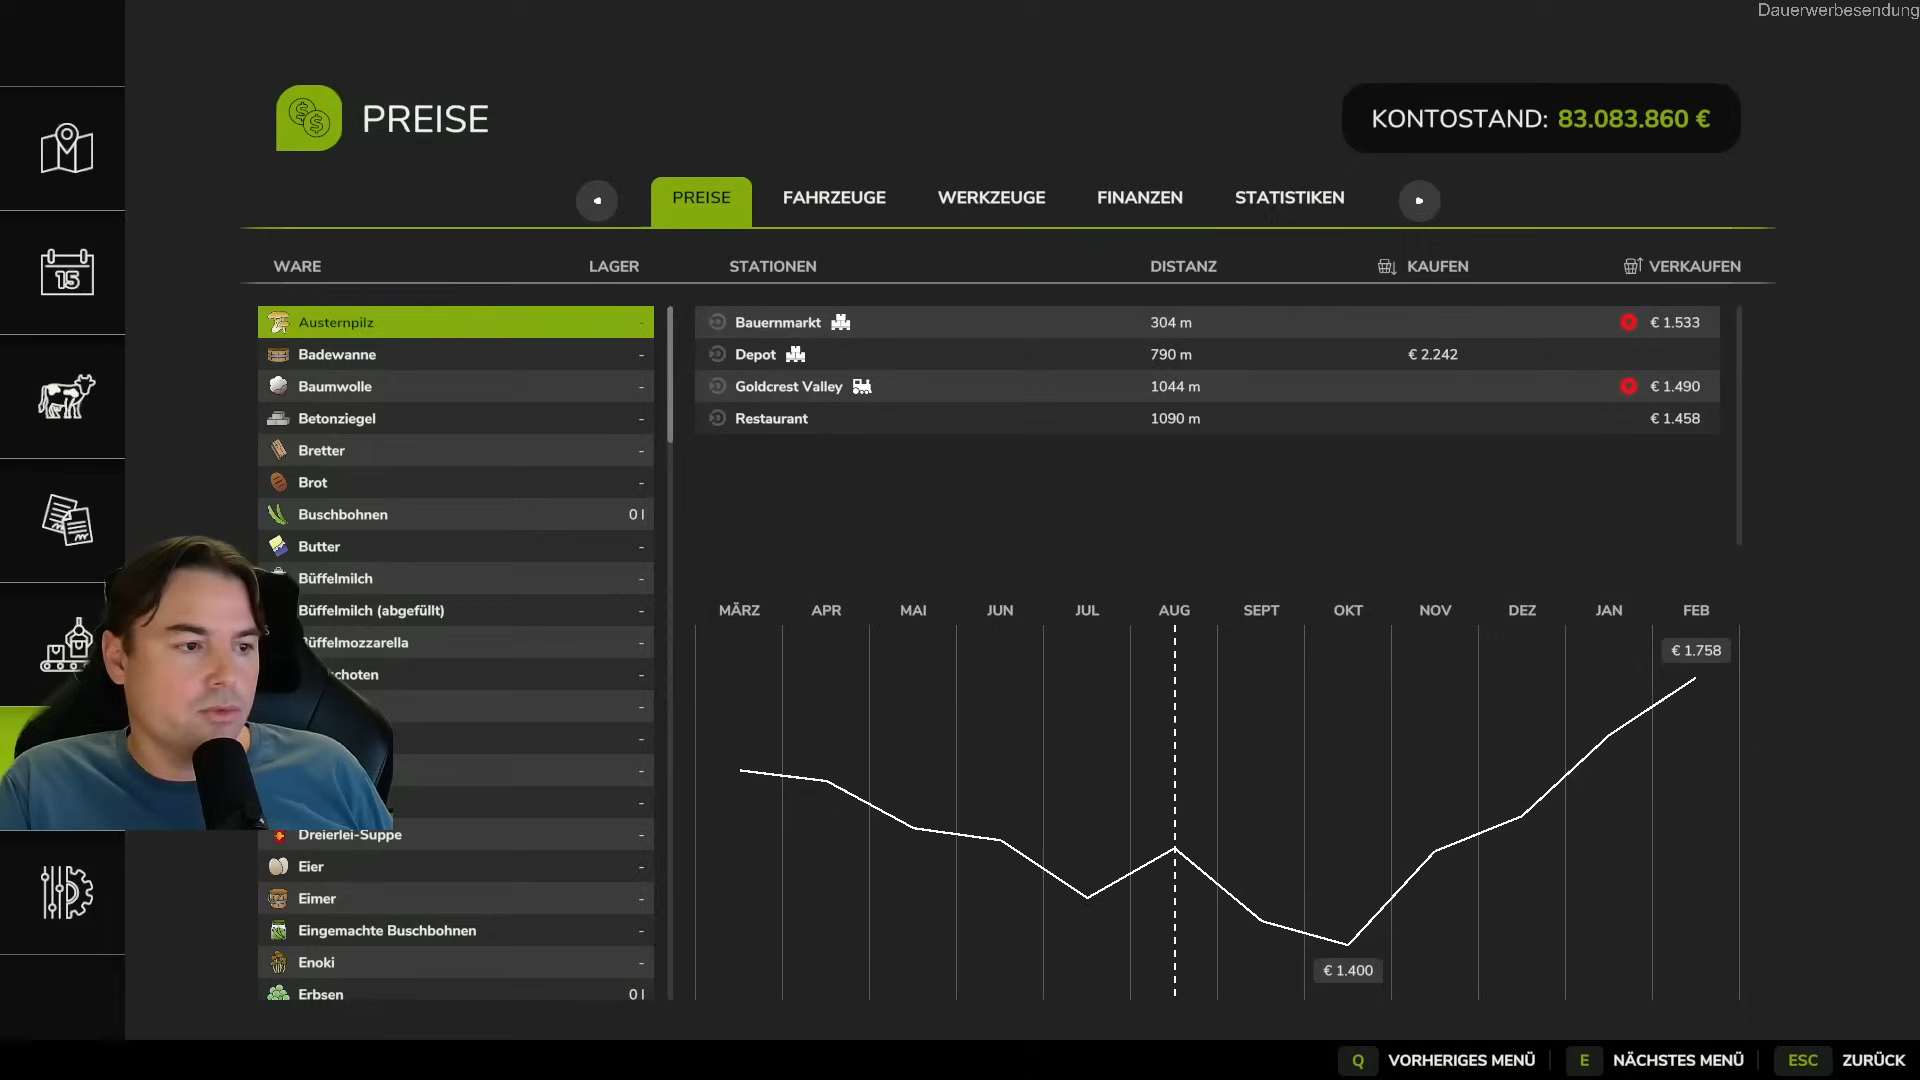 Dauerwerbesendung
PREISE
KONTOSTAND: 83.083.860 €
PREISE FAHRZEUGE WERKZEUGE FINANZEN STATISTIKEN
WARE LAGER STATIONEN DISTANZ KAUFEN VERKAUFEN
Austernpilz -
Badewanne -
Baumwolle -
Betonziegel -
Bretter -
Brot -
Buschbohnen 0 l
Butter -
Büffelmilch -
Büffelmilch (abgefüllt) -
üffelmozzarella -
schoten -
-
-
-
-
Dreierlei-Suppe -
Eier -
Eimer -
Eingemachte Buschbohnen -
Enoki -
Erbsen 0 l
Bauernmarkt 304 m € 1.533
Depot 790 m € 2.242
Goldcrest Valley 1044 m € 1.490
Restaurant 1090 m € 1.458
MÄRZ APR MAI JUN JUL AUG SEPT OKT NOV DEZ JAN FEB
€ 1.758
€ 1.400
15
Q VORHERIGES MENÜ E NÄCHSTES MENÜ ESC ZURÜCK